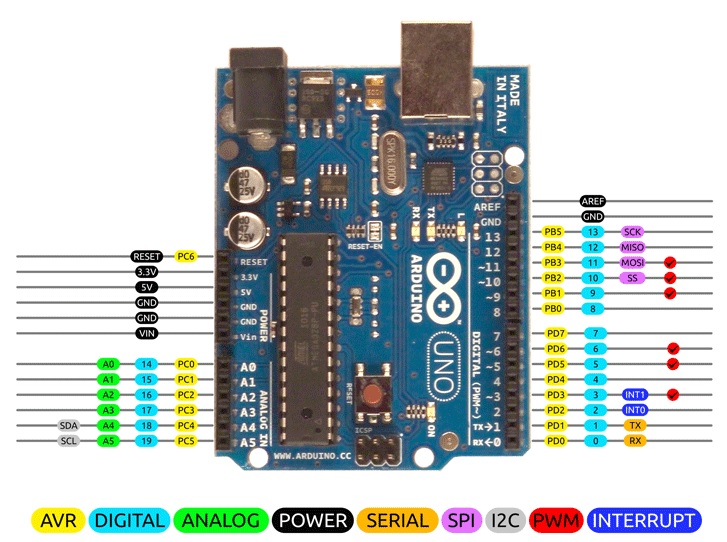 MADE
IN ITALY
SPK16.000Y
AREF
AREF
GND
GND
RX
TX
L
RESET-EN
PB5 13 SCK
13
PB4 12 MISO
12
PB3 11 MOSI
~11
PB2 10 SS
~10
PB1 9
~9
PB0 8
8
RESET PC6
RESET
3.3V
3.3V
5V
5V
GND
GND
GND
GND
VIN
Vin
POWER
ARDUINO
UNO
DIGITAL (PWM~)
PD7 7
7
PD6 6
~6
PD5 5
~5
PD4 4
4
PD3 3 INT1
~3
PD2 2 INT0
2
PD1 1 TX
TX→1
PD0 0 RX
RX←0
A0 14 PC0
A0
A1 15 PC1
A1
A2 16 PC2
A2
A3 17 PC3
A3
SDA A4 18 PC4
A4
SCL A5 19 PC5
A5
ANALOG IN
RESET
ICSP
ON
WWW.ARDUINO.CC
AVR DIGITAL ANALOG POWER SERIAL SPI I2C PWM INTERRUPT